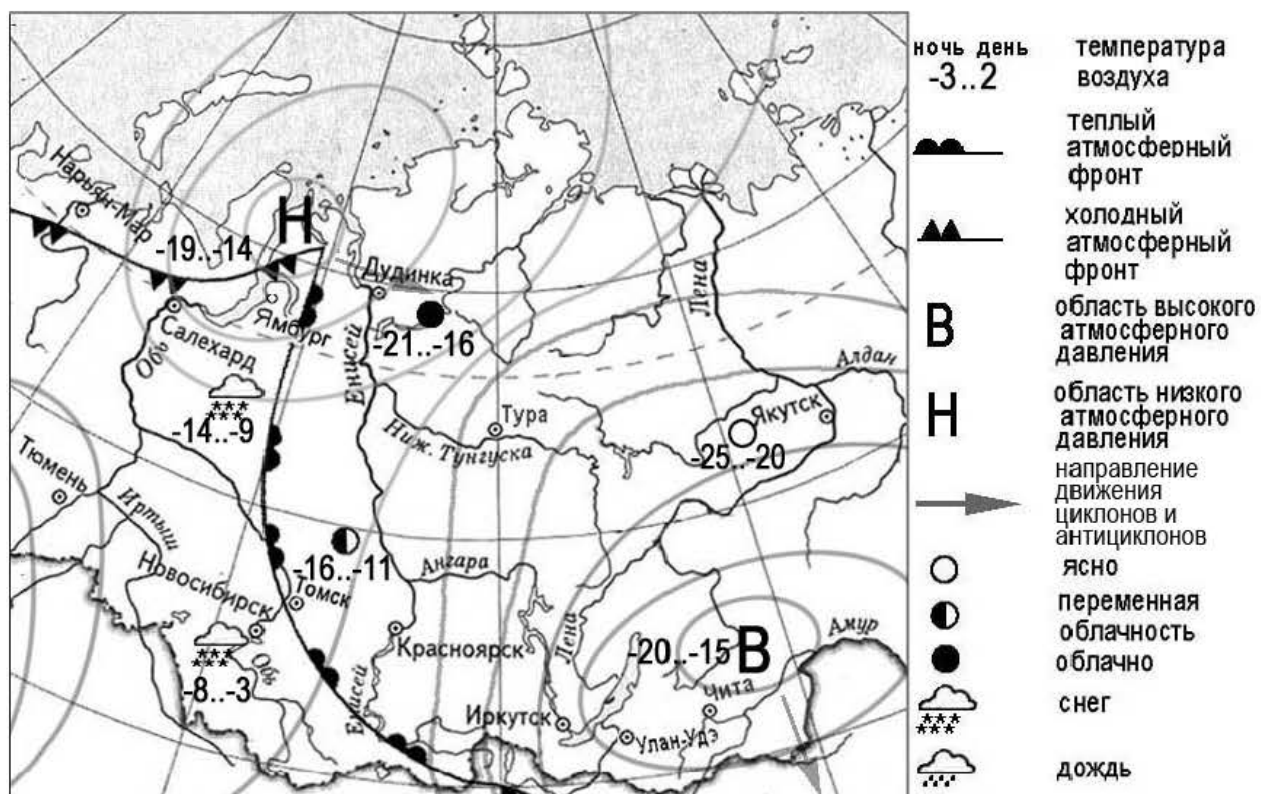 Нарьян-Мар
Н
-19..-14
Дудинка
Ямбург
Салехард
Обь
-21..-16
Енисей
Лена
Алдан
Якутск
-25..-20
Тура
Ниж. Тунгуска
-14..-9
Тюмень
Иртыш
Новосибирск
-16..-11
Томск
Ангара
Красноярск
Лена
-20..-15
В
Амур
Чита
Обь
-8..-3
Енисей
Иркутск
Улан-Удэ
ночь день
-3..2
температура
воздуха
теплый
атмосферный
фронт
холодный
атмосферный
фронт
В
область высокого
атмосферного
давления
Н
область низкого
атмосферного
давления
направление
движения
циклонов и
антициклонов
ясно
переменная
облачность
облачно
снег
дождь